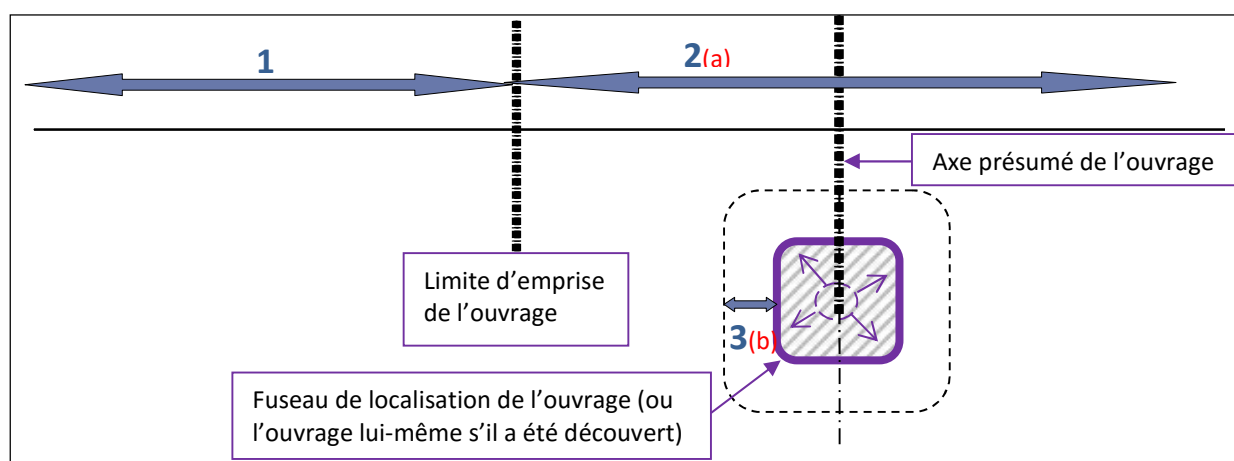 1
2(a)
Axe présumé de l’ouvrage
Limite d’emprise
de l’ouvrage
3(b)
Fuseau de localisation de l’ouvrage (ou
l’ouvrage lui-même s’il a été découvert)